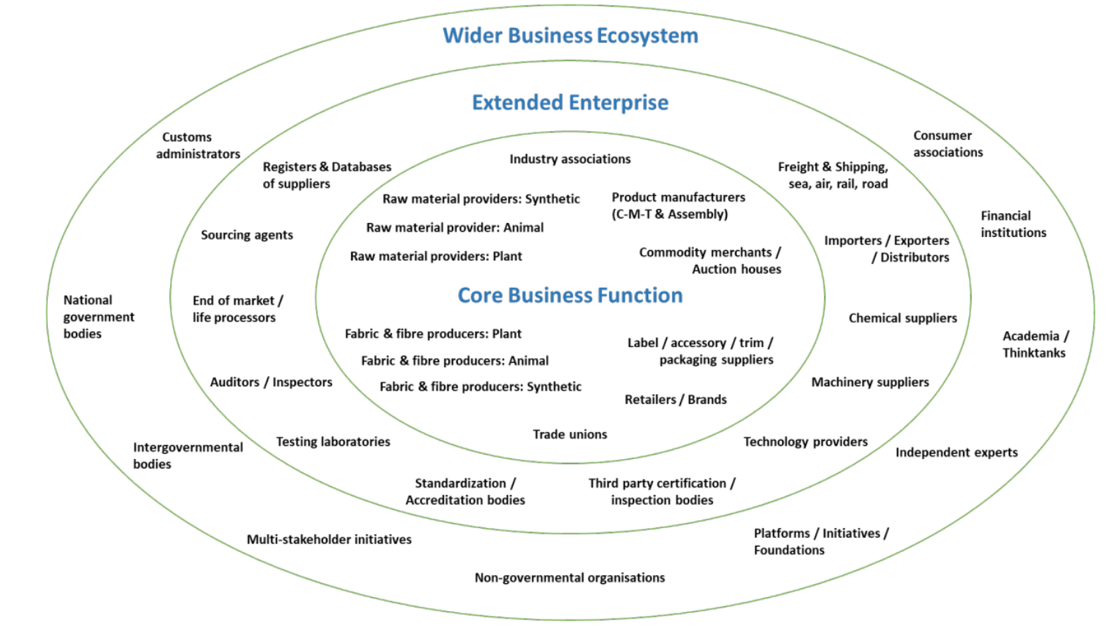 Wider Business Ecosystem
Extended Enterprise
Customs
administrators
Consumer
associations
Industry associations
Registers & Databases
of suppliers
Freight & Shipping,
sea, air, rail, road
Raw material providers: Synthetic
Product manufacturers
(C-M-T & Assembly)
Raw material provider: Animal
Financial
institutions
Sourcing agents
Importers / Exporters
/ Distributors
Raw material providers: Plant
Commodity merchants /
Auction houses
Core Business Function
National
government
bodies
End of market /
life processors
Chemical suppliers
Fabric & fibre producers: Plant
Label / accessory / trim /
packaging suppliers
Academia /
Thinktanks
Fabric & fibre producers: Animal
Auditors / Inspectors
Fabric & fibre producers: Synthetic
Machinery suppliers
Retailers / Brands
Trade unions
Testing laboratories
Technology providers
Intergovernmental
bodies
Independent experts
Standardization /
Accreditation bodies
Third party certification /
inspection bodies
Multi-stakeholder initiatives
Platforms / Initiatives /
Foundations
Non-governmental organisations